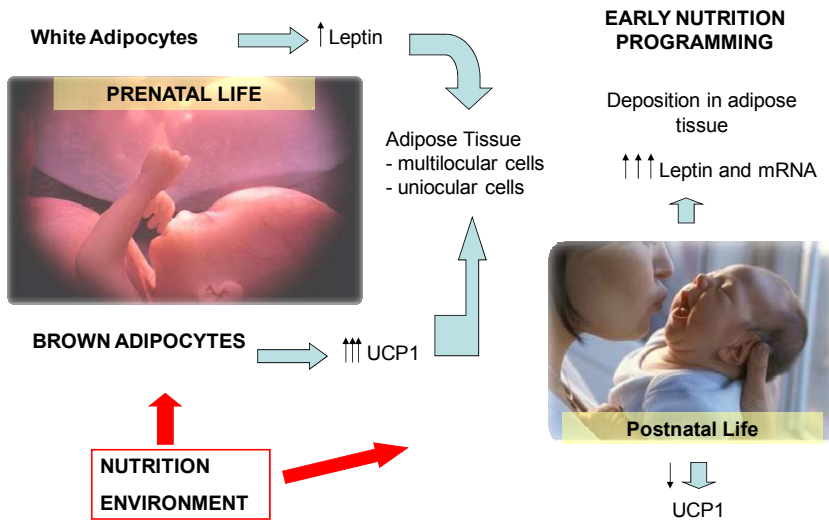 White Adipocytes
↑ Leptin
PRENATAL LIFE
Adipose Tissue
- multilocular cells
- uniocular cells
BROWN ADIPOCYTES
↑↑↑ UCP1
NUTRITION
ENVIRONMENT
EARLY NUTRITION
PROGRAMMING
Deposition in adipose
tissue
↑↑↑ Leptin and mRNA
Postnatal Life
↓
UCP1